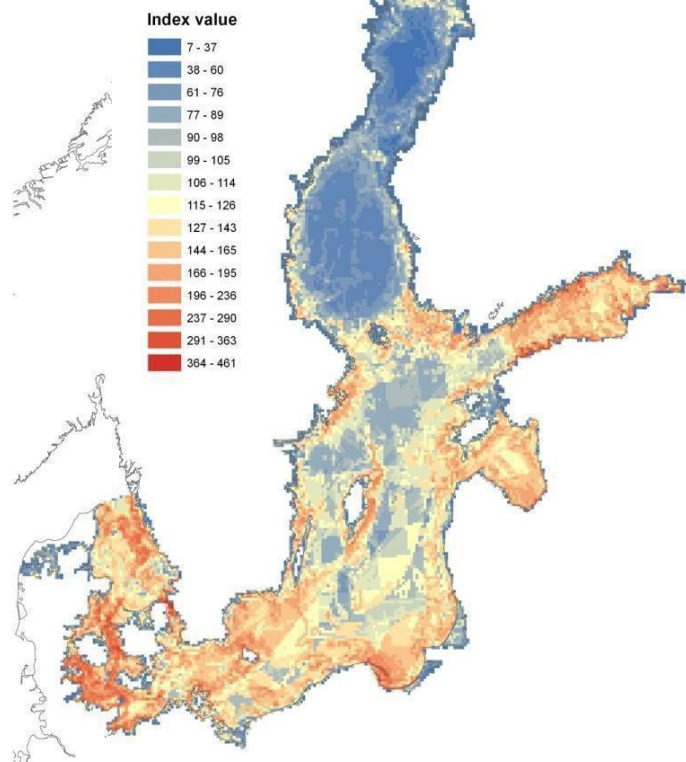 Index value
7 - 37
38 - 60
61 - 76
77 - 89
90 - 98
99 - 105
106 - 114
115 - 126
127 - 143
144 - 165
166 - 195
196 - 236
237 - 290
291 - 363
364 - 461